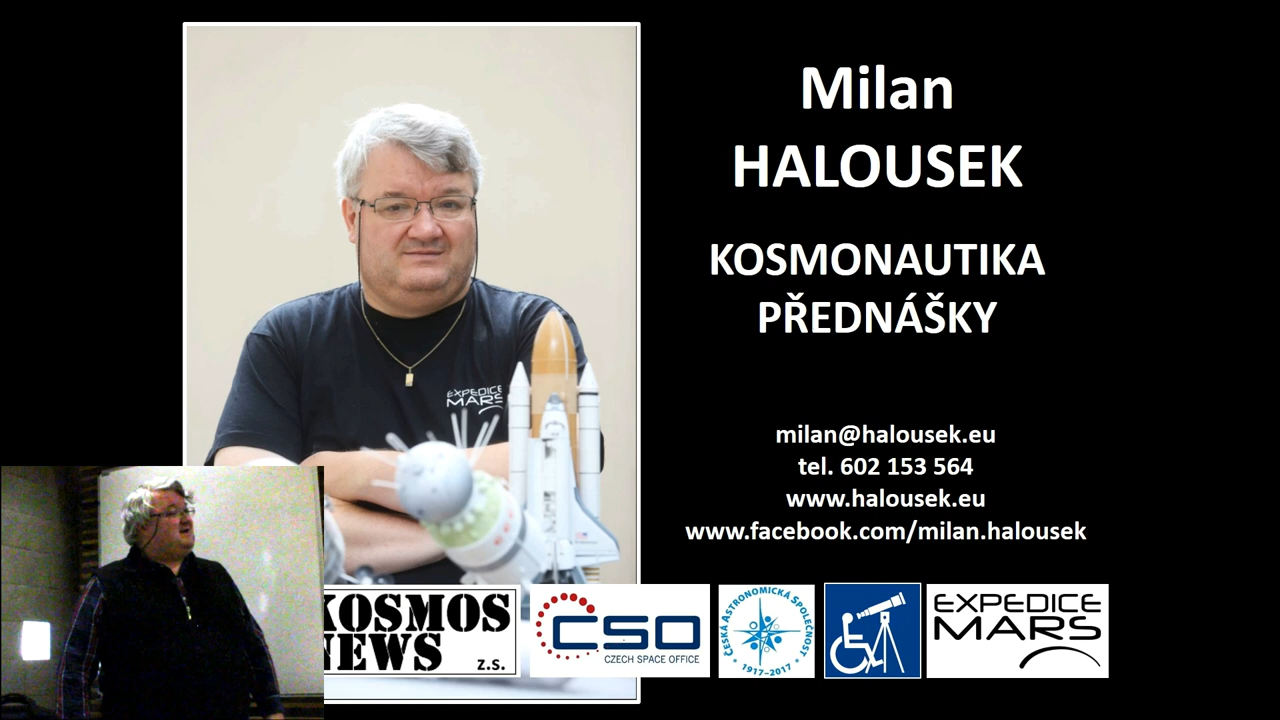 Milan
HALOUSEK
KOSMONAUTIKA
PŘEDNÁŠKY
milan@halousek.eu
tel. 602 153 564
www.halousek.eu
www.facebook.com/milan.halousek
EXPEDICE
MARS
KOSMOS
NEWS
z.s.
CSO
CZECH SPACE OFFICE
ČESKÁ ASTRONOMICKÁ SPOLEČNOST
1917-2017
EXPEDICE
MARS